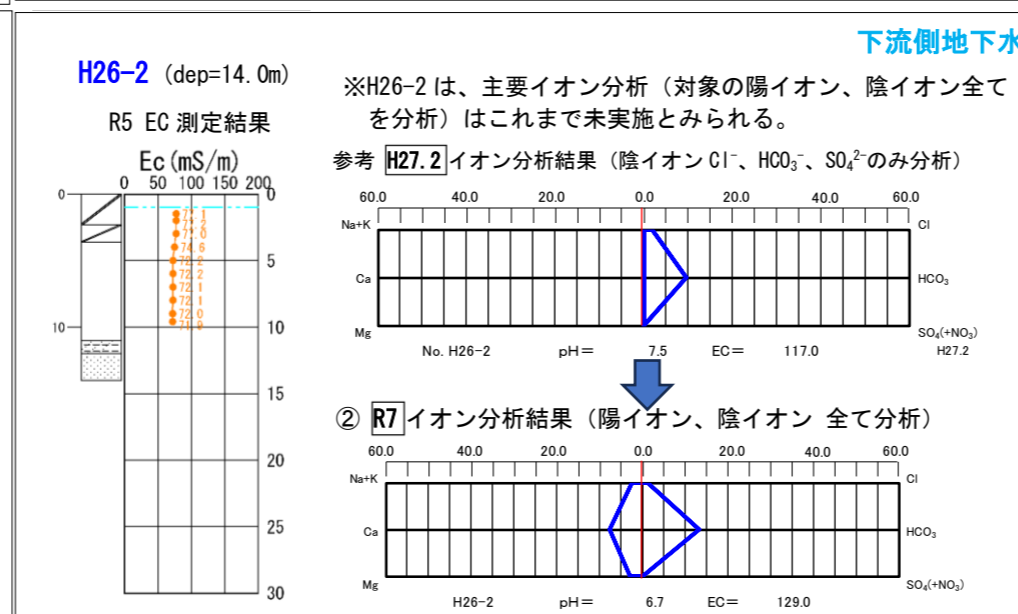 下流側地下水
H26-2 (dep=14.0m)
※H26-2は、主要イオン分析（対象の陽イオン、陰イオン全て
を分析）はこれまで未実施とみられる。
R5 EC 測定結果
参考 H27.2 イオン分析結果（陰イオン Cl⁻、HCO₃⁻、SO₄²⁻のみ分析）
Ec(mS/m)
0 50 100 150 200
0
5
10
15
20
25
30
0
10
74.6
72.2
72.1
72.0
60.0 40.0 20.0 0.0 20.0 40.0 60.0
Na+K Cl
Ca HCO₃
Mg SO₄(+NO₃)
No. H26-2 pH= 7.5 EC= 117.0 H27.2
② R7 イオン分析結果（陽イオン、陰イオン 全て分析）
60.0 40.0 20.0 0.0 20.0 40.0 60.0
Na+K Cl
Ca HCO₃
Mg SO₄(+NO₃)
H26-2 pH= 6.7 EC= 129.0